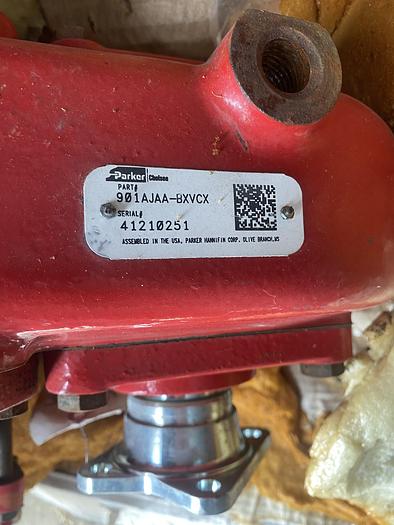 Parker Chelsea
PART#
901AJAA-BXVCX
SERIAL#
41210251
ASSEMBLED IN THE USA, PARKER HANNIFIN CORP. OLIVE BRANCH,MS